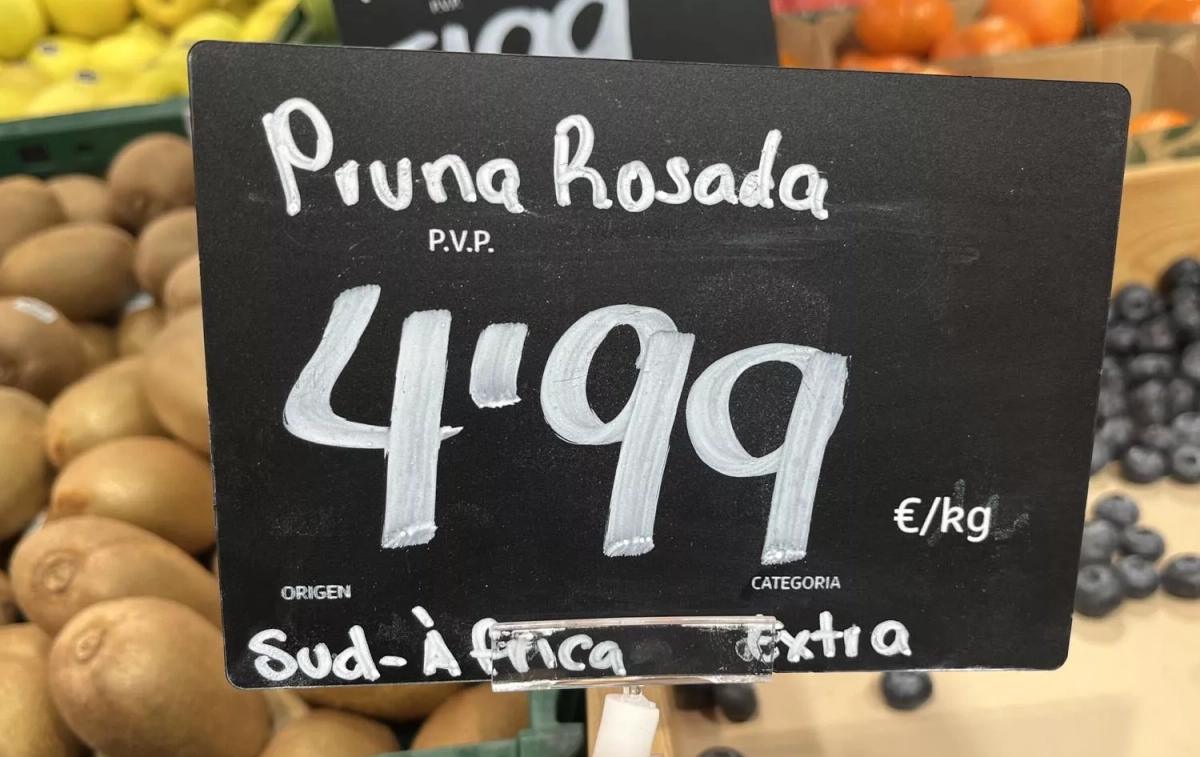 P.V.P.
Pruna Rosada
P.V.P.
4'99
€/kg
ORIGEN CATEGORIA
Sud-Àfrica Extra